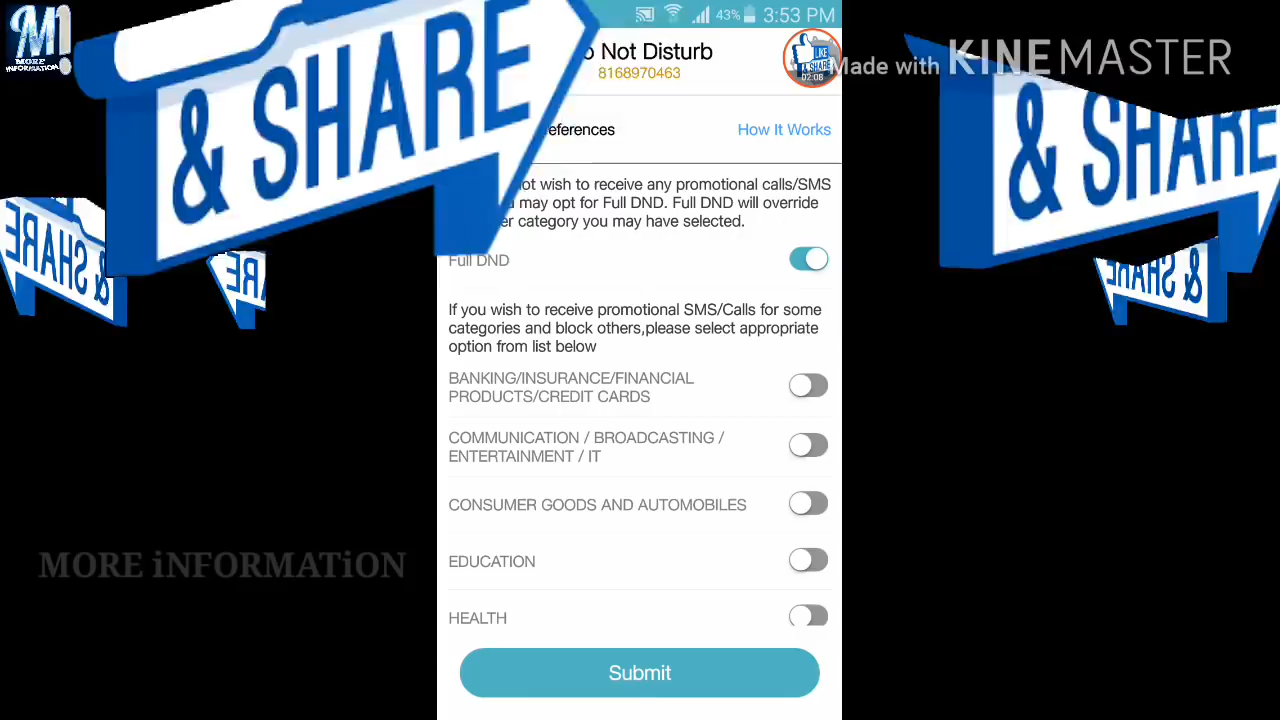 M!
MORE
INFORMATION
& SHARE
43% 3:53 PM
o Not Disturb
8168970463
LIKE
& SHARE
02:08
Made with KINEMASTER
& SHARE
eferences
How It Works
ot wish to receive any promotional calls/SMS
may opt for Full DND. Full DND will override
er category you may have selected.
Full DND
SHARE
& SHARE
If you wish to receive promotional SMS/Calls for some
categories and block others,please select appropriate
option from list below
BANKING/INSURANCE/FINANCIAL
PRODUCTS/CREDIT CARDS
COMMUNICATION / BROADCASTING /
ENTERTAINMENT / IT
CONSUMER GOODS AND AUTOMOBILES
EDUCATION
MORE iNFORMATiON
HEALTH
Submit